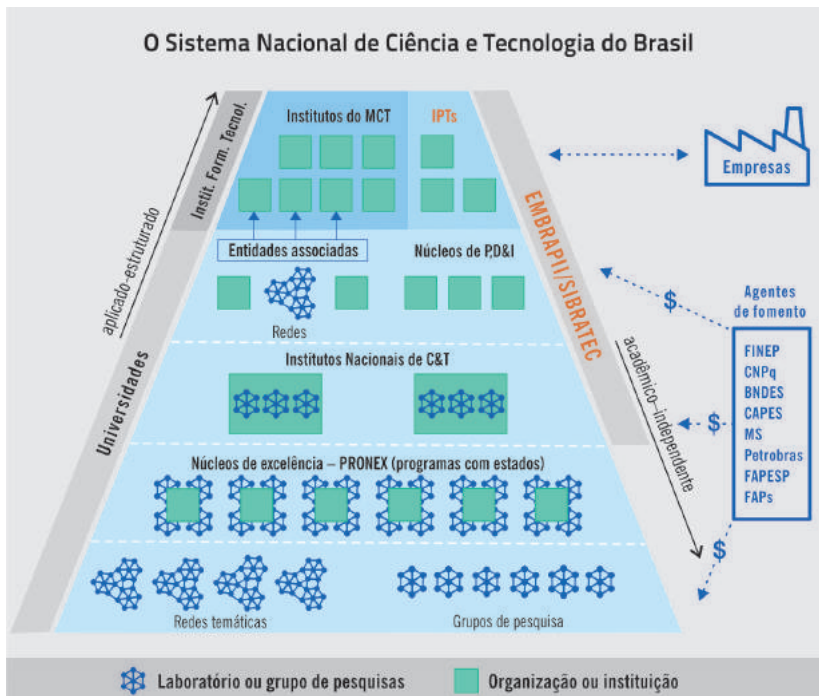 O Sistema Nacional de Ciência e Tecnologia do Brasil
Instit. Form. Tecnol.
Institutos do MCT
IPTs
Empresas
aplicado-estruturado
Entidades associadas
Núcleos de P,D&I
EMBRAPII/SIBRATEC
Redes
$
Agentes
de fomento
Universidades
Institutos Nacionais de C&T
acadêmico–independente
$
FINEP
CNPq
BNDES
CAPES
MS
Petrobras
FAPESP
FAPs
Núcleos de excelência – PRONEX (programas com estados)
$
Redes temáticas
Grupos de pesquisa
Laboratório ou grupo de pesquisas
Organização ou instituição